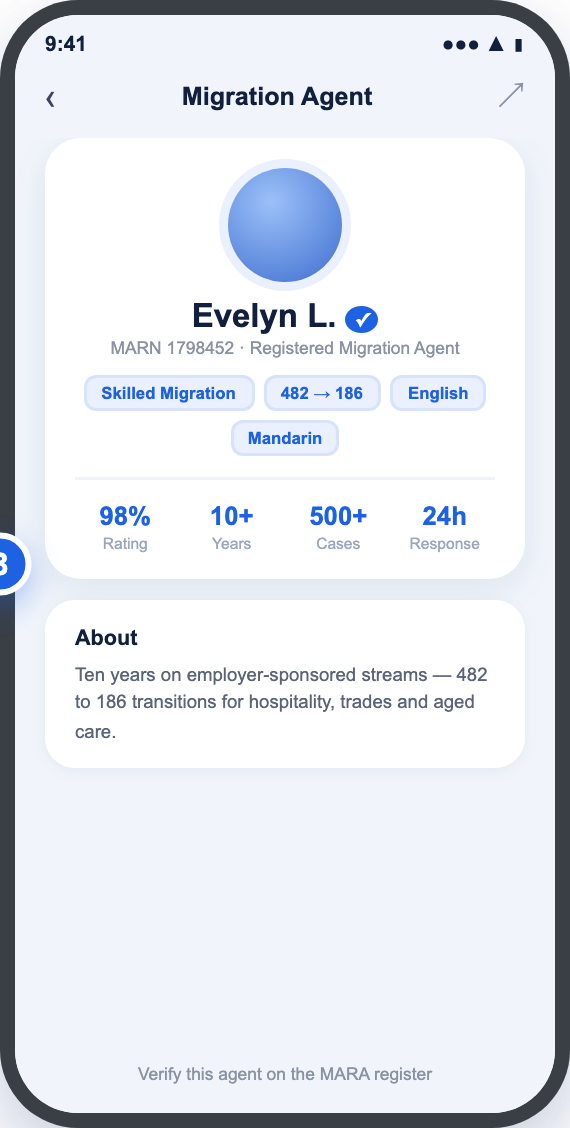 9:41
Migration Agent
Evelyn L.
MARN 1798452 · Registered Migration Agent
Skilled Migration 482 → 186 English
Mandarin
98% 10+ 500+ 24h
Rating Years Cases Response
About
Ten years on employer-sponsored streams — 482
to 186 transitions for hospitality, trades and aged
care.
Verify this agent on the MARA register